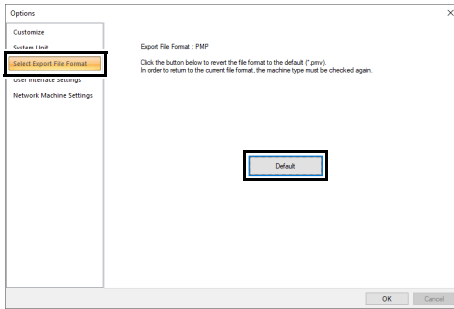 Options
Customize
System Unit
Select Export File Format
User Interface Settings
Network Machine Settings
Export File Format : PMP
Click the button below to revert the file format to the default (*.pmv).
In order to return to the current file format, the machine type must be checked again.
Default
OK
Cancel